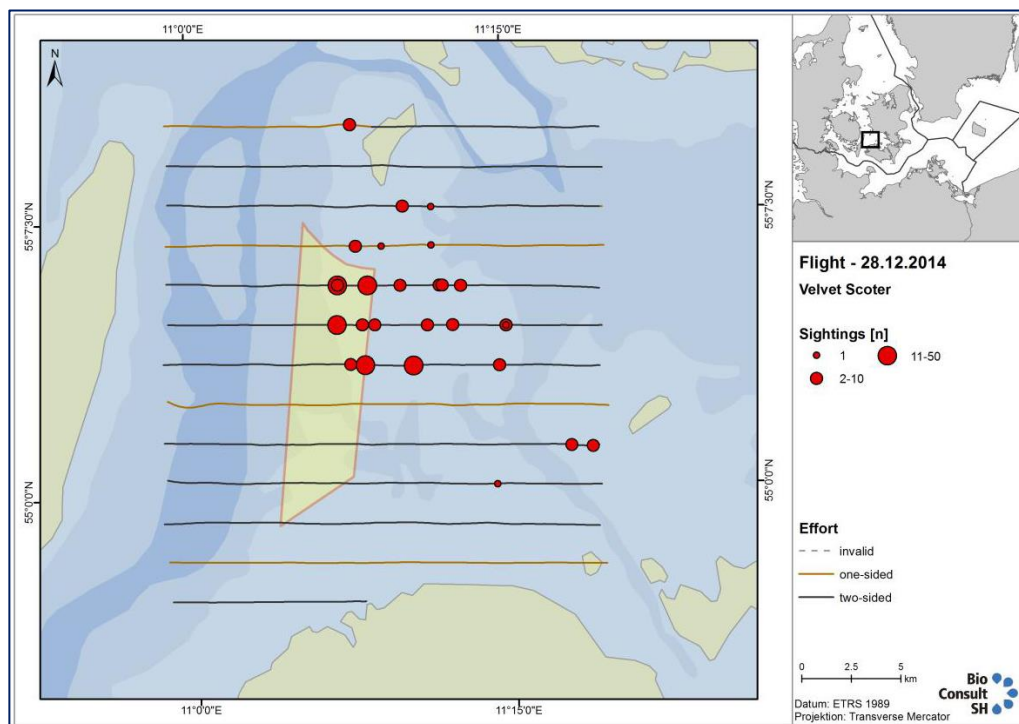 11°0'0"E
11°15'0"E
N
55°7'30"N
55°7'30"N
55°0'0"N
55°0'0"N
11°0'0"E
11°15'0"E
Flight - 28.12.2014
Velvet Scoter
Sightings [n]
1
11-50
2-10
Effort
invalid
one-sided
two-sided
0 2.5 5
km
Datum: ETRS 1989
Projektion: Transverse Mercator
Bio
Consult
SH